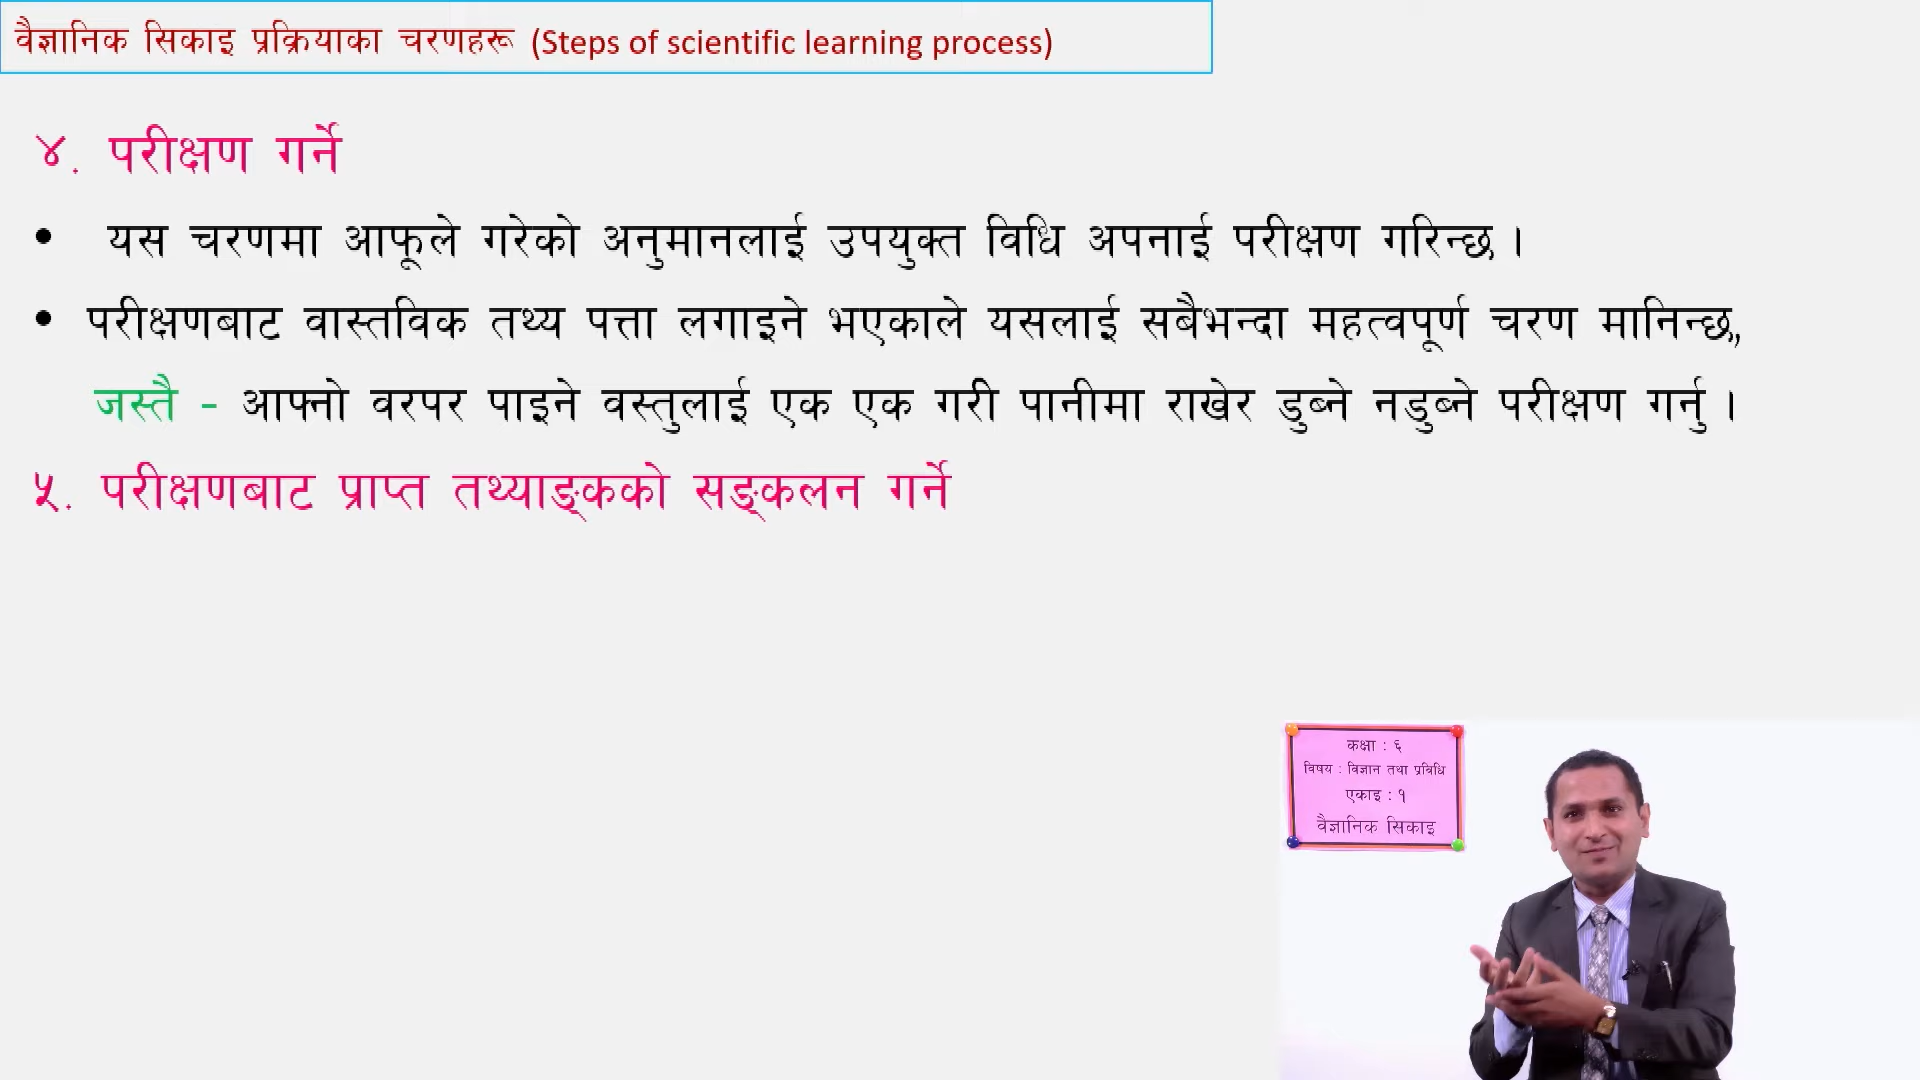 वैज्ञानिक सिकाइ प्रक्रियाका चरणहरू (Steps of scientific learning process)
४. परीक्षण गर्ने
• यस चरणमा आफूले गरेको अनुमानलाई उपयुक्त विधि अपनाई परीक्षण गरिन्छ ।
• परीक्षणबाट वास्तविक तथ्य पत्ता लगाइने भएकाले यसलाई सबैभन्दा महत्वपूर्ण चरण मानिन्छ,
जस्तै - आफ्नो वरपर पाइने वस्तुलाई एक एक गरी पानीमा राखेर डुब्ने नडुब्ने परीक्षण गर्नु ।
५. परीक्षणबाट प्राप्त तथ्याङ्कको सङ्कलन गर्ने
कक्षा : ६
विषय : विज्ञान तथा प्रविधि
एकाइ : १
वैज्ञानिक सिकाइ